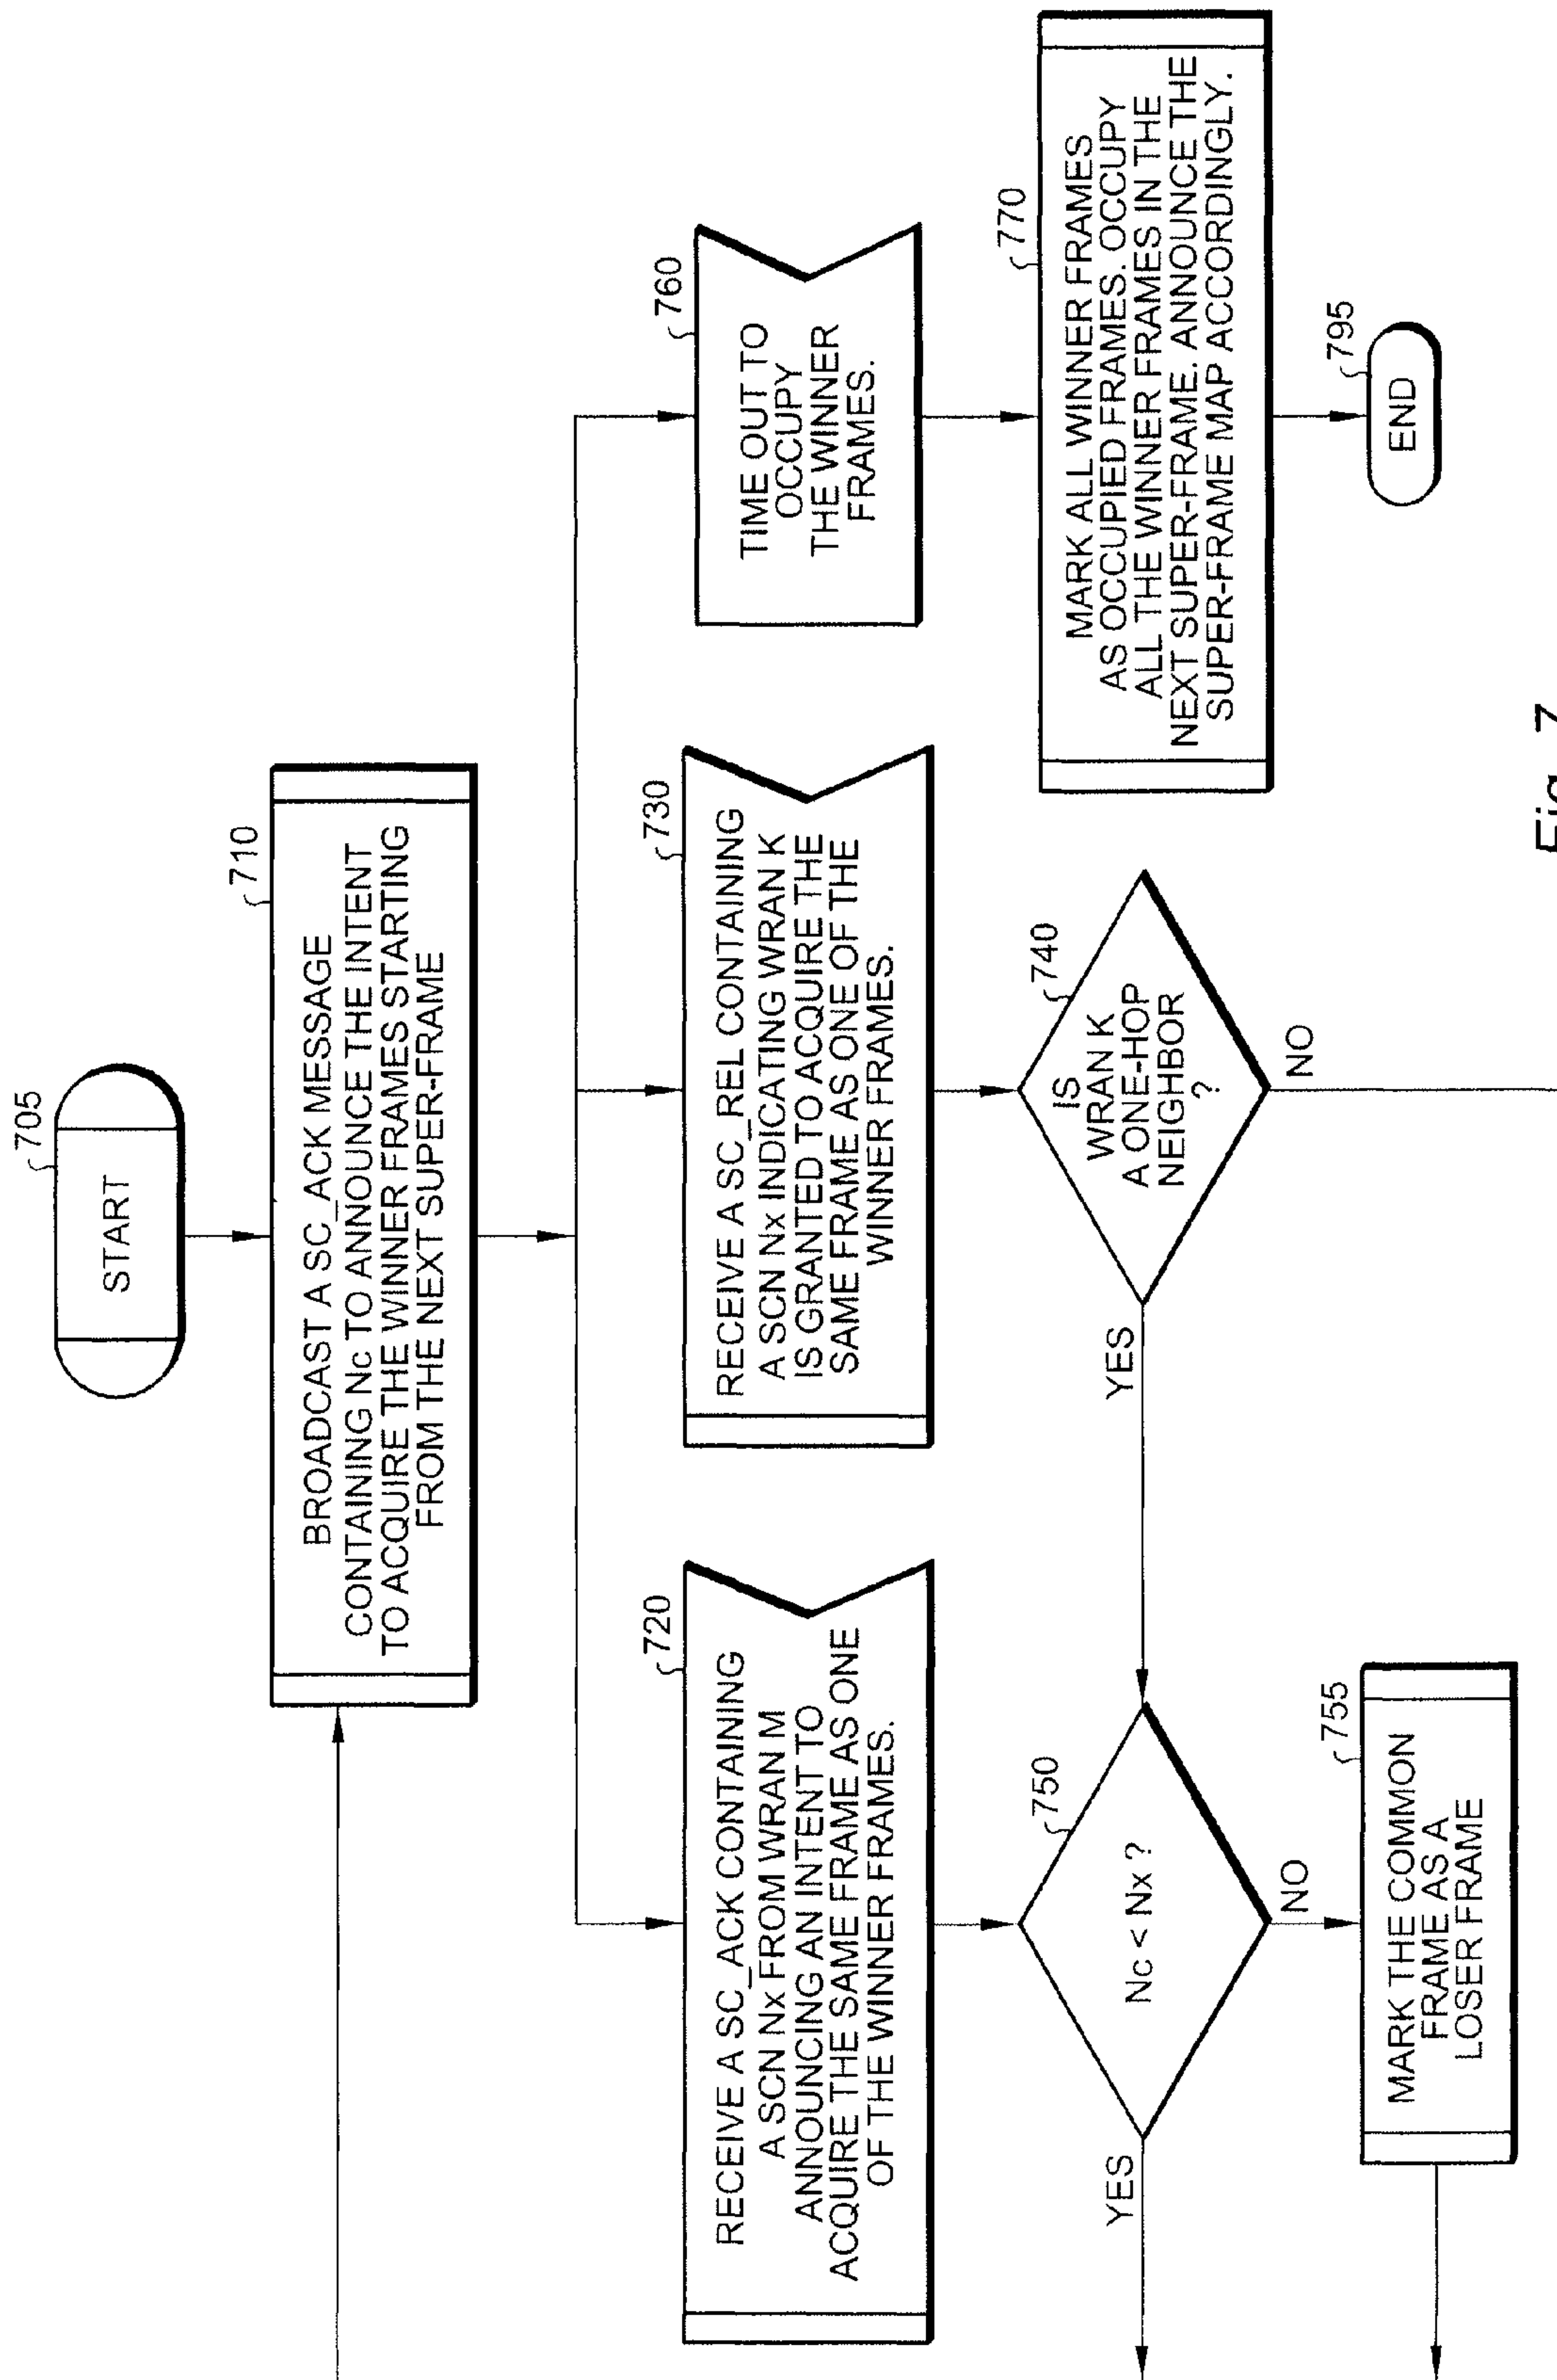 705
START
710
BROADCAST A SC_ACK MESSAGE
CONTAINING Nc TO ANNOUNCE THE INTENT
TO ACQUIRE THE WINNER FRAMES STARTING
FROM THE NEXT SUPER-FRAME
720
RECEIVE A SC_ACK CONTAINING
A SCN Nx FROM WRAN M
ANNOUNCING AN INTENT TO
ACQUIRE THE SAME FRAME AS ONE
OF THE WINNER FRAMES.
730
RECEIVE A SC_REL CONTAINING
A SCN Nx INDICATING WRAN K
IS GRANTED TO ACQUIRE THE
SAME FRAME AS ONE OF THE
WINNER FRAMES.
760
TIME OUT TO
OCCUPY
THE WINNER
FRAMES.
750
Nc < Nx ?
YES
NO
740
IS
WRAN K
A ONE-HOP
NEIGHBOR
?
YES
NO
770
MARK ALL WINNER FRAMES
AS OCCUPIED FRAMES. OCCUPY
ALL THE WINNER FRAMES IN THE
NEXT SUPER-FRAME. ANNOUNCE THE
SUPER-FRAME MAP ACCORDINGLY.
755
MARK THE COMMON
FRAME AS A
LOSER FRAME
795
END
Fig. 7